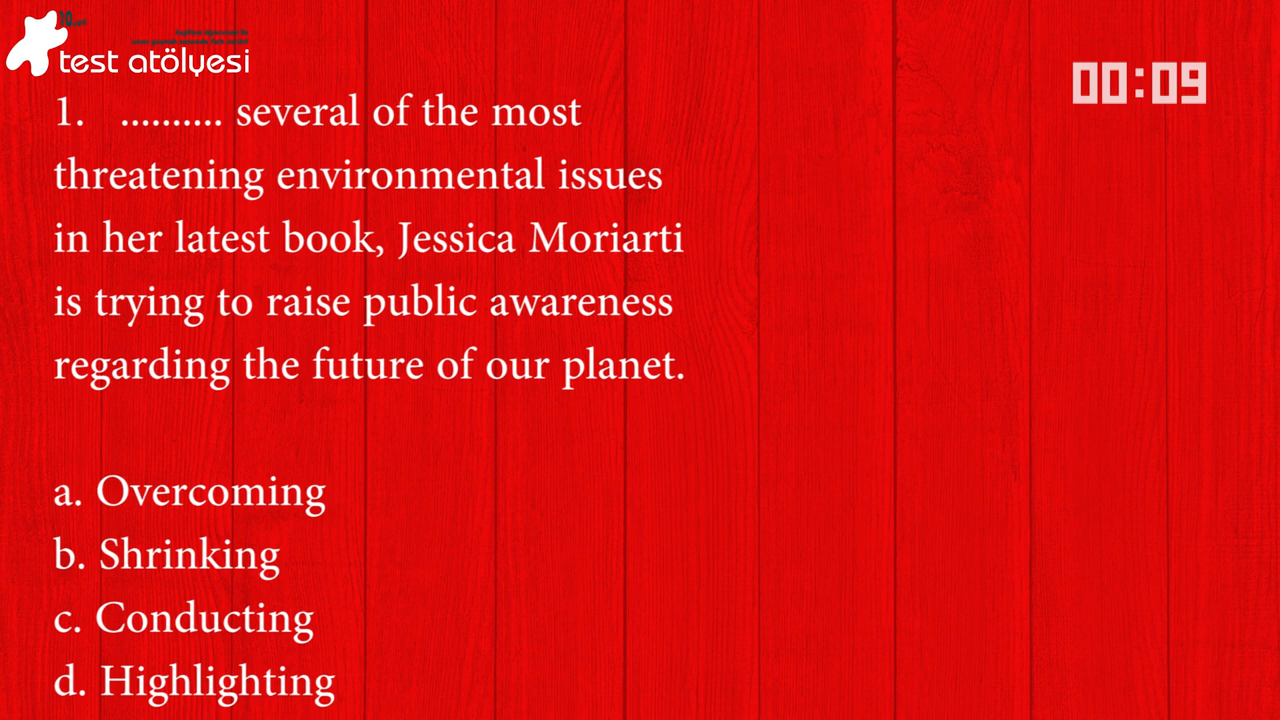 test atölyesi
00:09
1. .......... several of the most
threatening environmental issues
in her latest book, Jessica Moriarti
is trying to raise public awareness
regarding the future of our planet.
a. Overcoming
b. Shrinking
c. Conducting
d. Highlighting